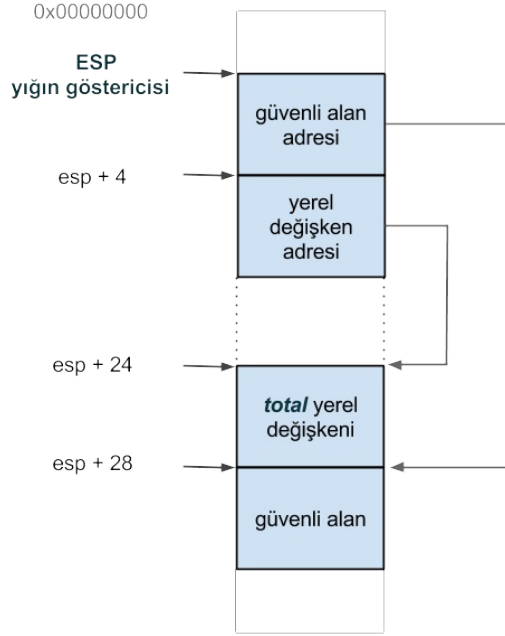 0x00000000
ESP
yığın göstericisi
güvenli alan
adresi
esp + 4
yerel
değişken
adresi
esp + 24
total yerel
değişkeni
esp + 28
güvenli alan